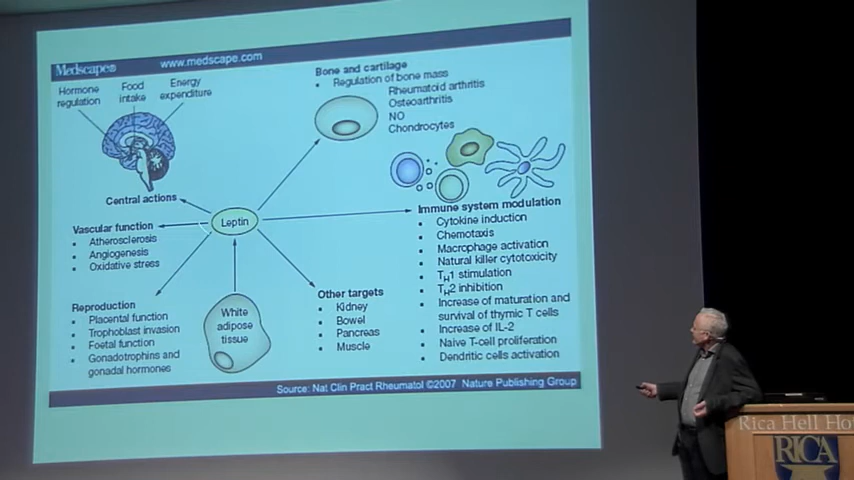 Medscape® www.medscape.com
Hormone
regulation
Food
intake
Energy
expenditure
Central actions
Bone and cartilage
• Regulation of bone mass
Rheumatoid arthritis
Osteoarthritis
NO
Chondrocytes
Leptin
Vascular function
• Atherosclerosis
• Angiogenesis
• Oxidative stress
Immune system modulation
• Cytokine induction
• Chemotaxis
• Macrophage activation
• Natural killer cytotoxicity
• TH1 stimulation
• TH2 inhibition
• Increase of maturation and
survival of thymic T cells
• Increase of IL-2
• Naive T-cell proliferation
• Dendritic cells activation
Reproduction
• Placental function
• Trophoblast invasion
• Foetal function
• Gonadotrophins and
gonadal hormones
White
adipose
tissue
Other targets
• Kidney
• Bowel
• Pancreas
• Muscle
Source: Nat Clin Pract Rheumatol ©2007 Nature Publishing Group
Rica Hell Ho
RICA